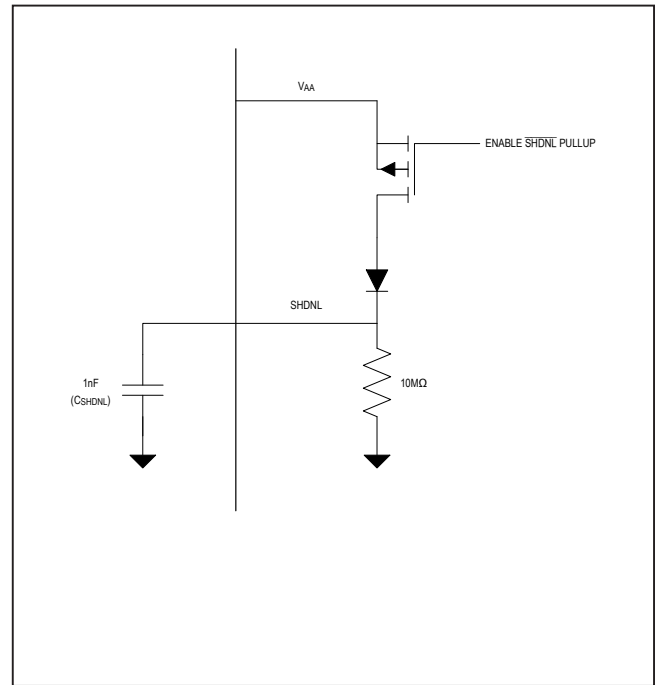 VAA
ENABLE SHDNL PULLUP
SHDNL
1nF
(CSHDNL)
10MΩ